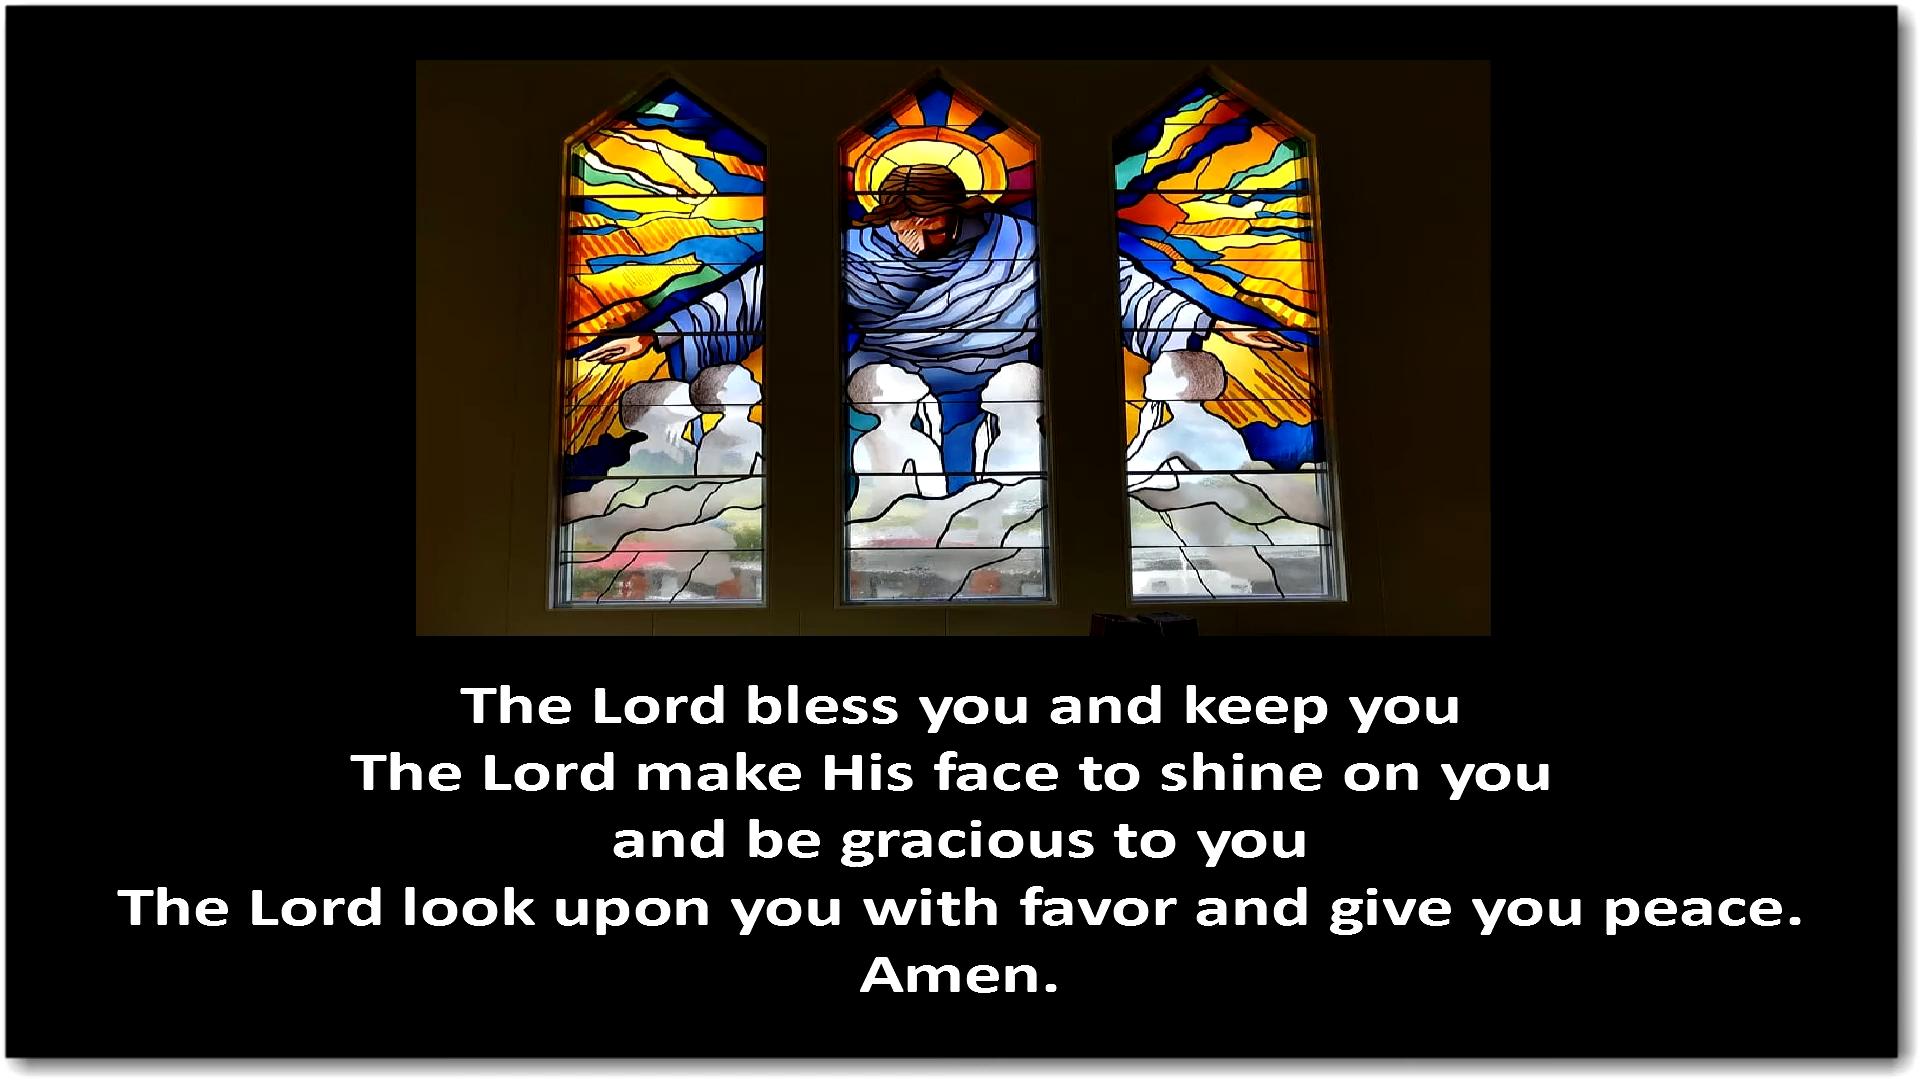 The Lord bless you and keep you
The Lord make His face to shine on you
and be gracious to you
The Lord look upon you with favor and give you peace.
Amen.